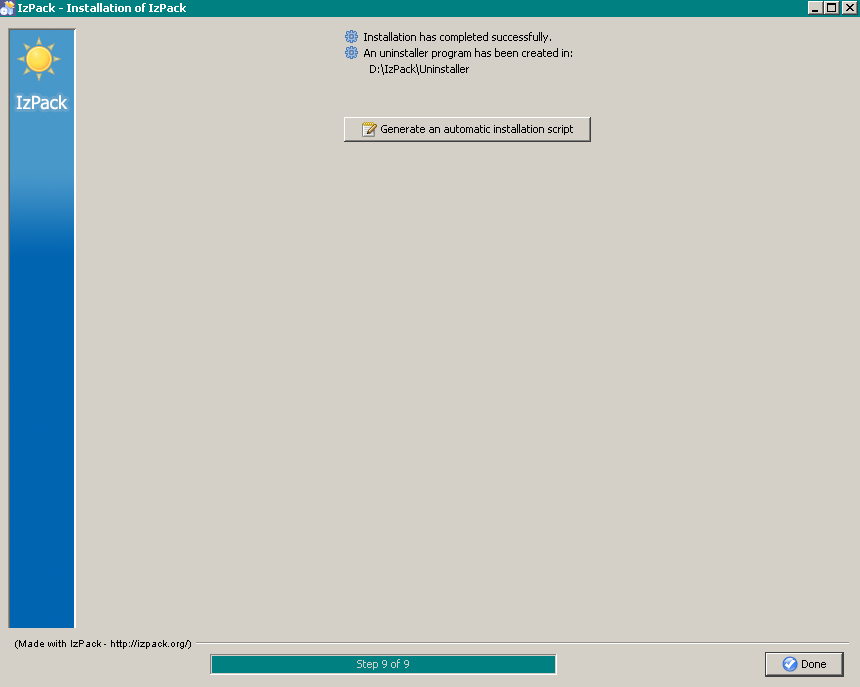 IzPack - Installation of IzPack
IzPack
Installation has completed successfully.
An uninstaller program has been created in:
D:\IzPack\Uninstaller
Generate an automatic installation script
(Made with IzPack - http://izpack.org/)
Step 9 of 9
Done